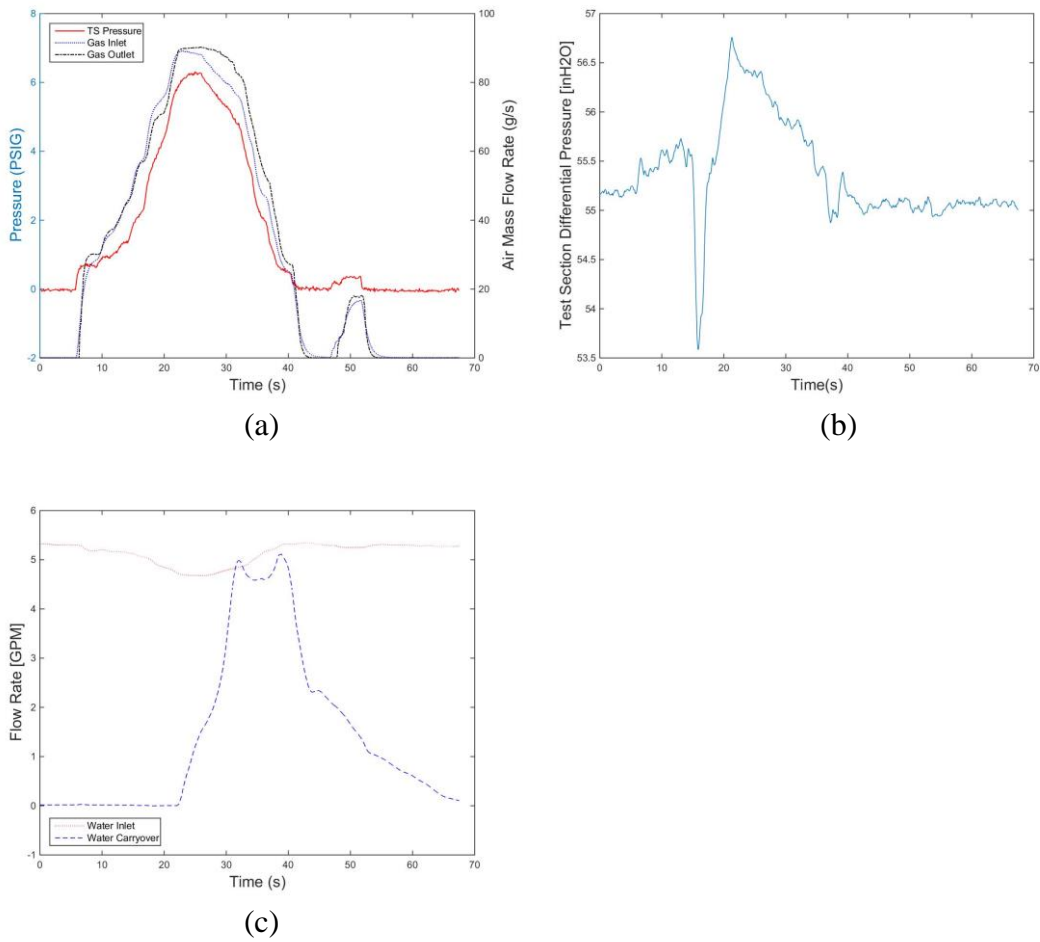 8
6
4
2
0
-2
100
80
60
40
20
0
0 10 20 30 40 50 60 70
TS Pressure
Gas Inlet
Gas Outlet
Pressure (PSIG)
Air Mass Flow Rate (g/s)
Time (s)
(a)
57
56.5
56
55.5
55
54.5
54
53.5
0 10 20 30 40 50 60 70
Test Section Differential Pressure [inH2O]
Time(s)
(b)
6
5
4
3
2
1
0
-1
0 10 20 30 40 50 60 70
Flow Rate [GPM]
Water Inlet
Water Carryover
Time (s)
(c)